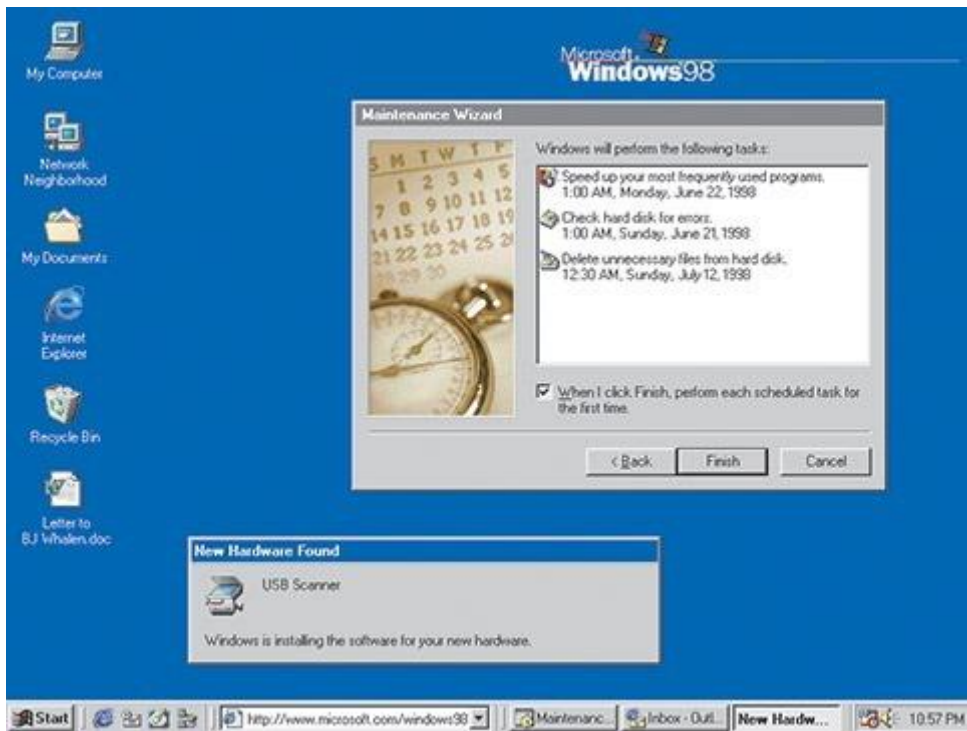 My Computer
Network
Neighborhood
My Documents
Internet
Explorer
Recycle Bin
Letter to
BJ Whalen.doc
Microsoft
Windows98
Maintenance Wizard
S M T W T F
1 2 3 4 5
7 8 9 10 11 12
14 15 16 17 18 19
21 22 23 24 25 26
28 29 30
Windows will perform the following tasks:
Speed up your most frequently used programs.
1:00 AM, Monday, June 22, 1998
Check hard disk for errors.
1:00 AM, Sunday, June 21, 1998
Delete unnecessary files from hard disk.
12:30 AM, Sunday, July 12, 1998
When I click Finish, perform each scheduled task for
the first time.
< Back Finish Cancel
New Hardware Found
USB Scanner
Windows is installing the software for your new hardware.
Start http://www.microsoft.com/windows98 Maintenanc... Inbox - Outl... New Hardw... 10:57 PM